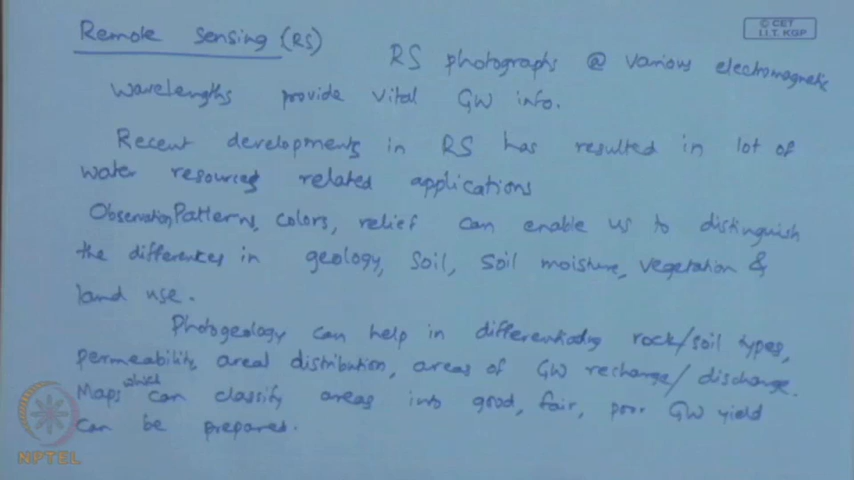 Remote Sensing (RS)
© CET
I.I.T. KGP
RS photographs @ various electromagnetic
wavelengths provide vital GW info.
Recent developments in RS has resulted in lot of
water resources related applications
Observation, Patterns, colors, relief can enable us to distinguish
the differences in geology, soil, soil moisture, vegetation &
land use.
Photogeology can help in differentiating rock/soil types,
permeability, areal distribution, areas of GW recharge/discharge.
Maps which can classify areas into good, fair, poor GW yield
can be prepared.
NPTEL